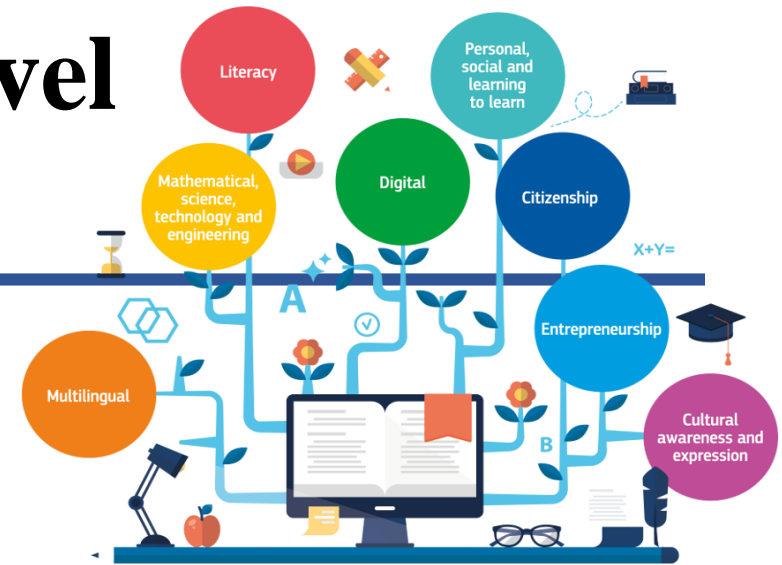 vel
Literacy
Personal,
social and
learning
to learn
Mathematical,
science,
technology and
engineering
Digital
Citizenship
X+Y=
A
Entrepreneurship
Multilingual
Cultural
awareness and
expression
B